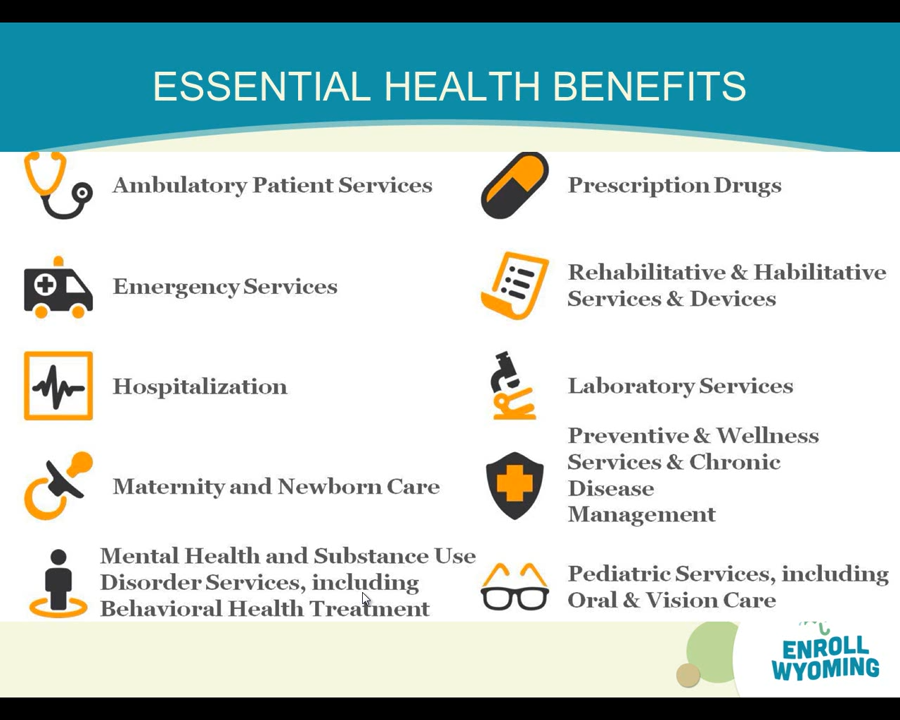 ESSENTIAL HEALTH BENEFITS
Ambulatory Patient Services
Emergency Services
Hospitalization
Maternity and Newborn Care
Mental Health and Substance Use
Disorder Services, including
Behavioral Health Treatment
Prescription Drugs
Rehabilitative & Habilitative
Services & Devices
Laboratory Services
Preventive & Wellness
Services & Chronic
Disease
Management
Pediatric Services, including
Oral & Vision Care
ENROLL
WYOMING